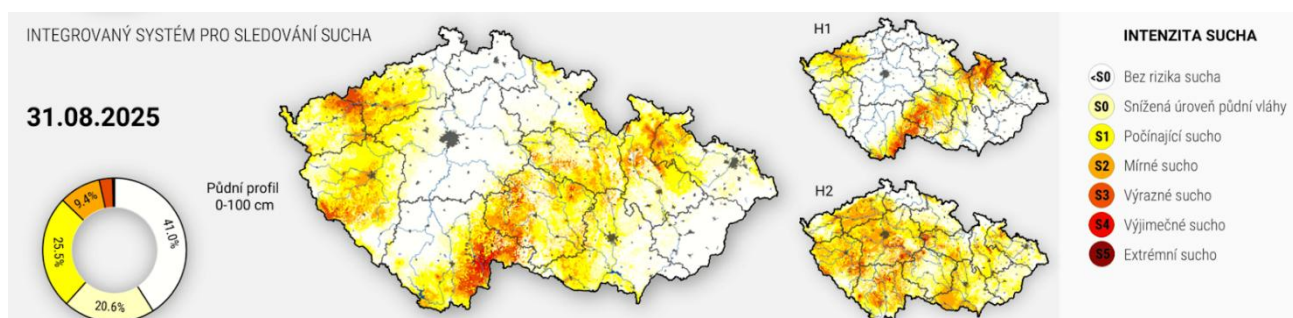 INTEGROVANÝ SYSTÉM PRO SLEDOVÁNÍ SUCHA
31.08.2025
41.0%
20.6%
25.5%
9.4%
Půdní profil
0-100 cm
H1
H2
INTENZITA SUCHA
<S0 Bez rizika sucha
S0 Snížená úroveň půdní vláhy
S1 Počínající sucho
S2 Mírné sucho
S3 Výrazné sucho
S4 Výjimečné sucho
S5 Extrémní sucho